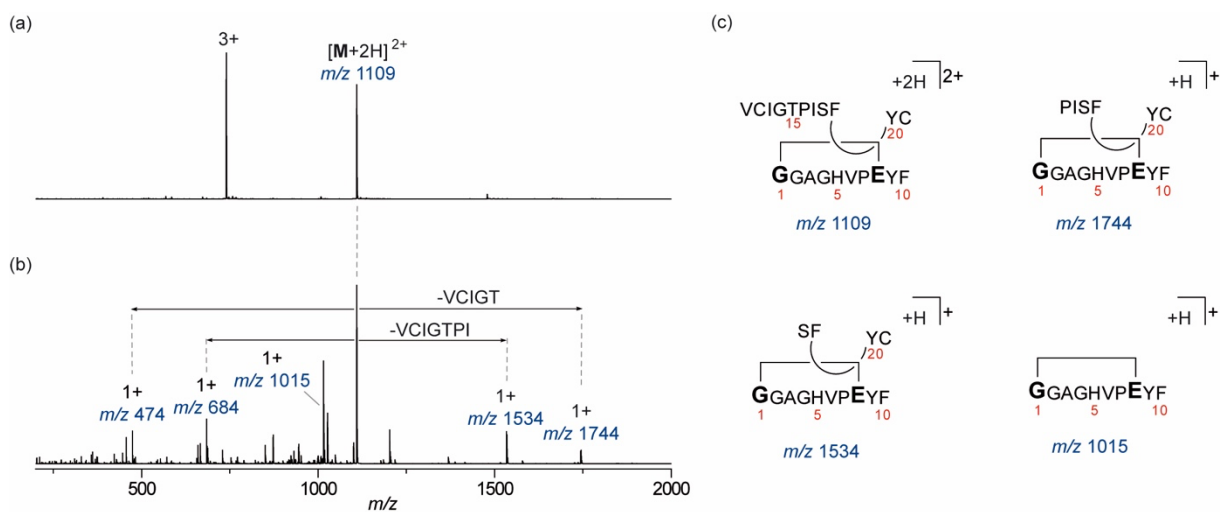 (a)
3+
[M+2H] 2+
m/z 1109
(b)
-VCIGT
-VCIGTPI
1+
m/z 474
1+
m/z 684
1+
m/z 1015
1+
m/z 1534
1+
m/z 1744
500
1000
1500
2000
m/z
(c)
+2H 2+
VCIGTPISF
15
YC
20
GGAGHVPEYF
1 5 10
m/z 1109
+H +
PISF
YC
20
GGAGHVPEYF
1 5 10
m/z 1744
+H +
SF
YC
20
GGAGHVPEYF
1 5 10
m/z 1534
+H +
GGAGHVPEYF
1 5 10
m/z 1015